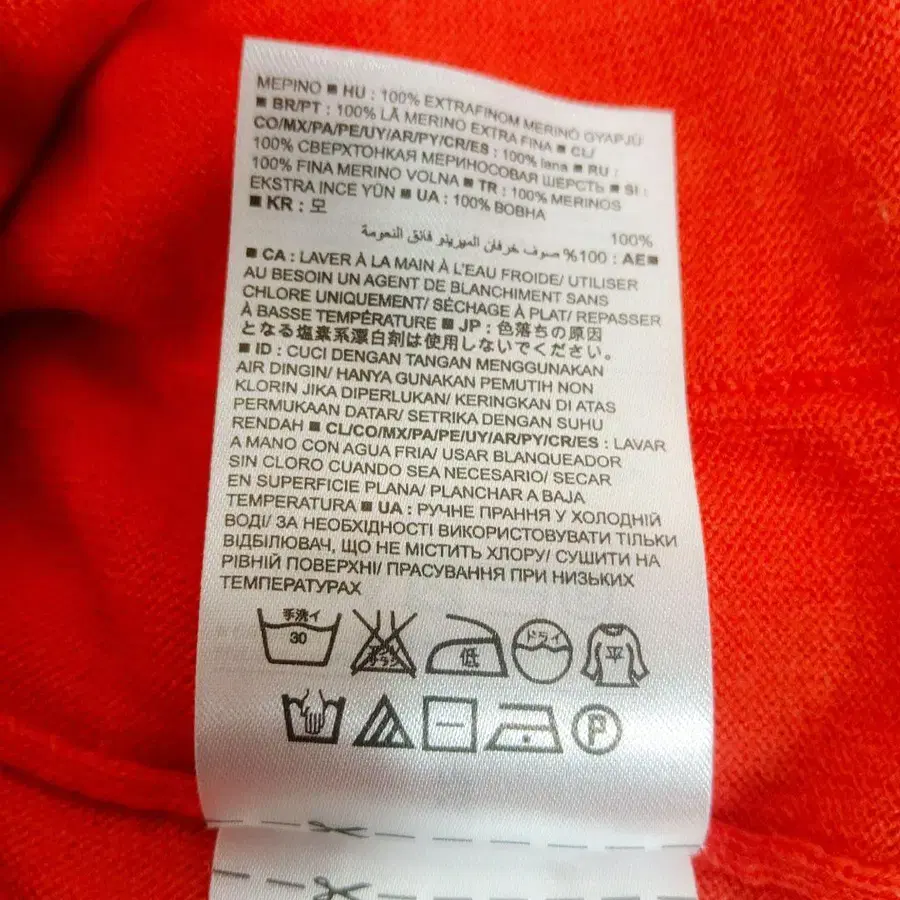 МЕРІNО ■ HU : 100% EXTRAFINOM MERINÓ GYAPJÚ
■ BR/PT : 100% LÃ MERINO EXTRA FINA ■ CL/
CO/MX/PA/PE/UY/AR/PY/CR/ES : 100% lana ■ RU :
100% СВЕРХТОНКАЯ МЕРИНОСОВАЯ ШЕРСТЬ ■ SI :
100% FINA MERINO VOLNA ■ TR : 100% MERINOS
EKSTRA INCE YÜN ■ UA : 100% ВОВНА
■ KR : 모 100%
■AE : 100% صوف خرفان الميرينو فائق النعومة
■ CA : LAVER À LA MAIN À L'EAU FROIDE/ UTILISER
AU BESOIN UN AGENT DE BLANCHIMENT SANS
CHLORE UNIQUEMENT/ SÉCHAGE À PLAT/ REPASSER
À BASSE TEMPÉRATURE ■ JP : 色落ちの原因
となる塩素系漂白剤は使用しないでください。
■ ID : CUCI DENGAN TANGAN MENGGUNAKAN
AIR DINGIN/ HANYA GUNAKAN PEMUTIH NON
KLORIN JIKA DIPERLUKAN/ KERINGKAN DI ATAS
PERMUKAAN DATAR/ SETRIKA DENGAN SUHU
RENDAH ■ CL/CO/MX/PA/PE/UY/AR/PY/CR/ES : LAVAR
A MANO CON AGUA FRIA/ USAR BLANQUEADOR
SIN CLORO CUANDO SEA NECESARIO/ SECAR
EN SUPERFICIE PLANA/ PLANCHAR A BAJA
TEMPERATURA ■ UA : РУЧНЕ ПРАННЯ У ХОЛОДНІЙ
ВОДІ/ ЗА НЕОБХІДНОСТІ ВИКОРИСТОВУВАТИ ТІЛЬКИ
ВІДБІЛЮВАЧ, ЩО НЕ МІСТИТЬ ХЛОРУ/ СУШИТИ НА
РІВНІЙ ПОВЕРХНІ/ ПРАСУВАННЯ ПРИ НИЗЬКИХ
ТЕМПЕРАТУРАХ
手洗イ
30
エンソサラシ
低
ドライ
平
P